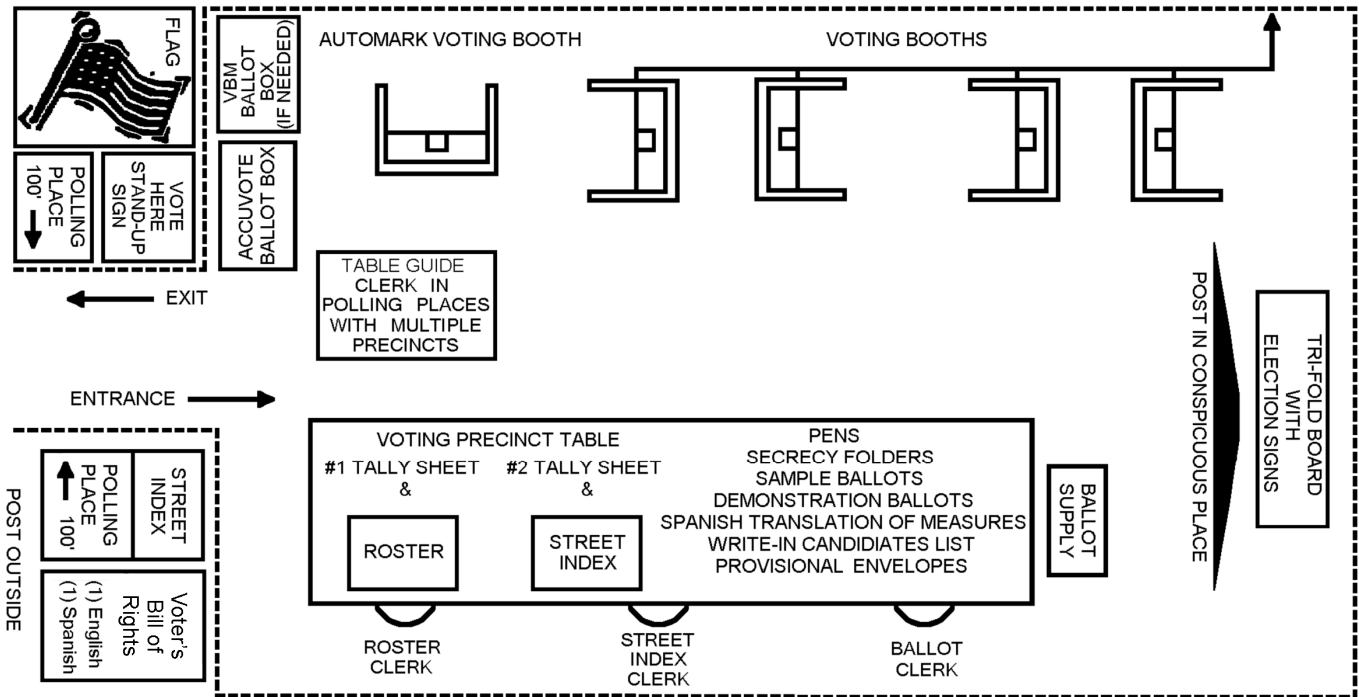 FLAG
VBM
BALLOT
BOX
(IF NEEDED)
AUTOMARK VOTING BOOTH
VOTING BOOTHS
ACCUVOTE
BALLOT BOX
VOTE
HERE
STAND-UP
SIGN
POLLING
PLACE
100'
EXIT
TABLE GUIDE
CLERK IN
POLLING PLACES
WITH MULTIPLE
PRECINCTS
POST IN CONSPICUOUS PLACE
TRI-FOLD BOARD
WITH
ELECTION SIGNS
ENTRANCE
VOTING PRECINCT TABLE
#1 TALLY SHEET
&
ROSTER
#2 TALLY SHEET
&
STREET
INDEX
PENS
SECRECY FOLDERS
SAMPLE BALLOTS
DEMONSTRATION BALLOTS
SPANISH TRANSLATION OF MEASURES
WRITE-IN CANDIDIATES LIST
PROVISIONAL ENVELOPES
BALLOT
SUPPLY
STREET
INDEX
POLLING
PLACE
100'
POST OUTSIDE
Voter's
Bill of
Rights
(1) English
(1) Spanish
ROSTER
CLERK
STREET
INDEX
CLERK
BALLOT
CLERK